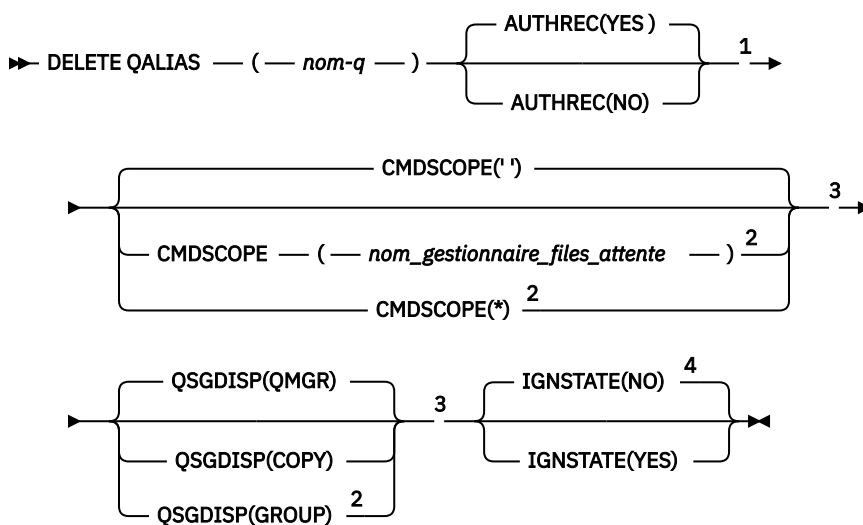 AUTHREC(YES )
DELETE QALIAS ( nom-q ) 1
AUTHREC(NO)
CMDSCOPE(' ')
3
CMDSCOPE ( nom_gestionnaire_files_attente ) 2
CMDSCOPE(*) 2
QSGDISP(QMGR) IGNSTATE(NO) 4
3
QSGDISP(COPY) IGNSTATE(YES)
QSGDISP(GROUP) 2